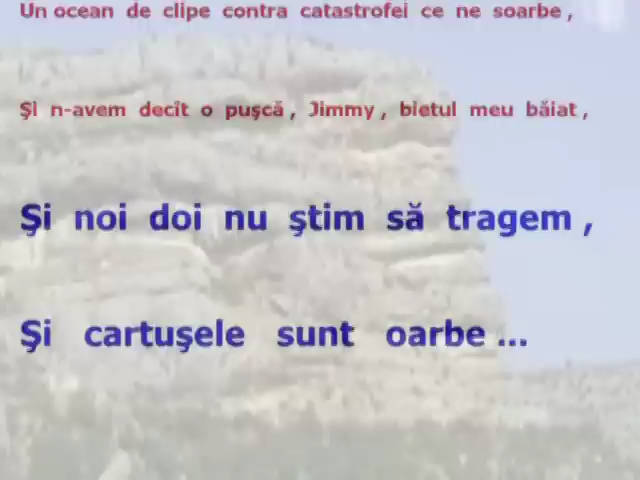 Un ocean de clipe contra catastrofei ce ne soarbe ,
Şi n-avem decît o puşcă , Jimmy , bietul meu băiat ,
Şi noi doi nu ştim să tragem ,
Şi cartuşele sunt oarbe ...